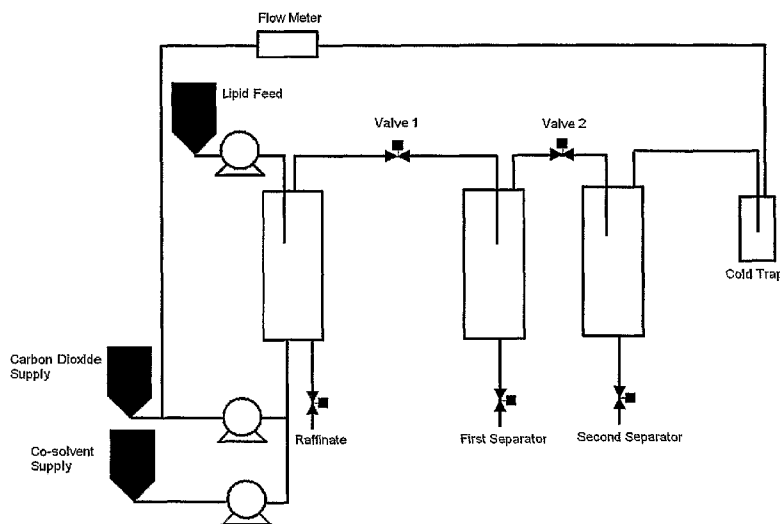 Flow Meter
Lipid Feed
Valve 1
Valve 2
Cold Trap
Carbon Dioxide
Supply
Raffinate
First Separator
Second Separator
Co-solvent
Supply